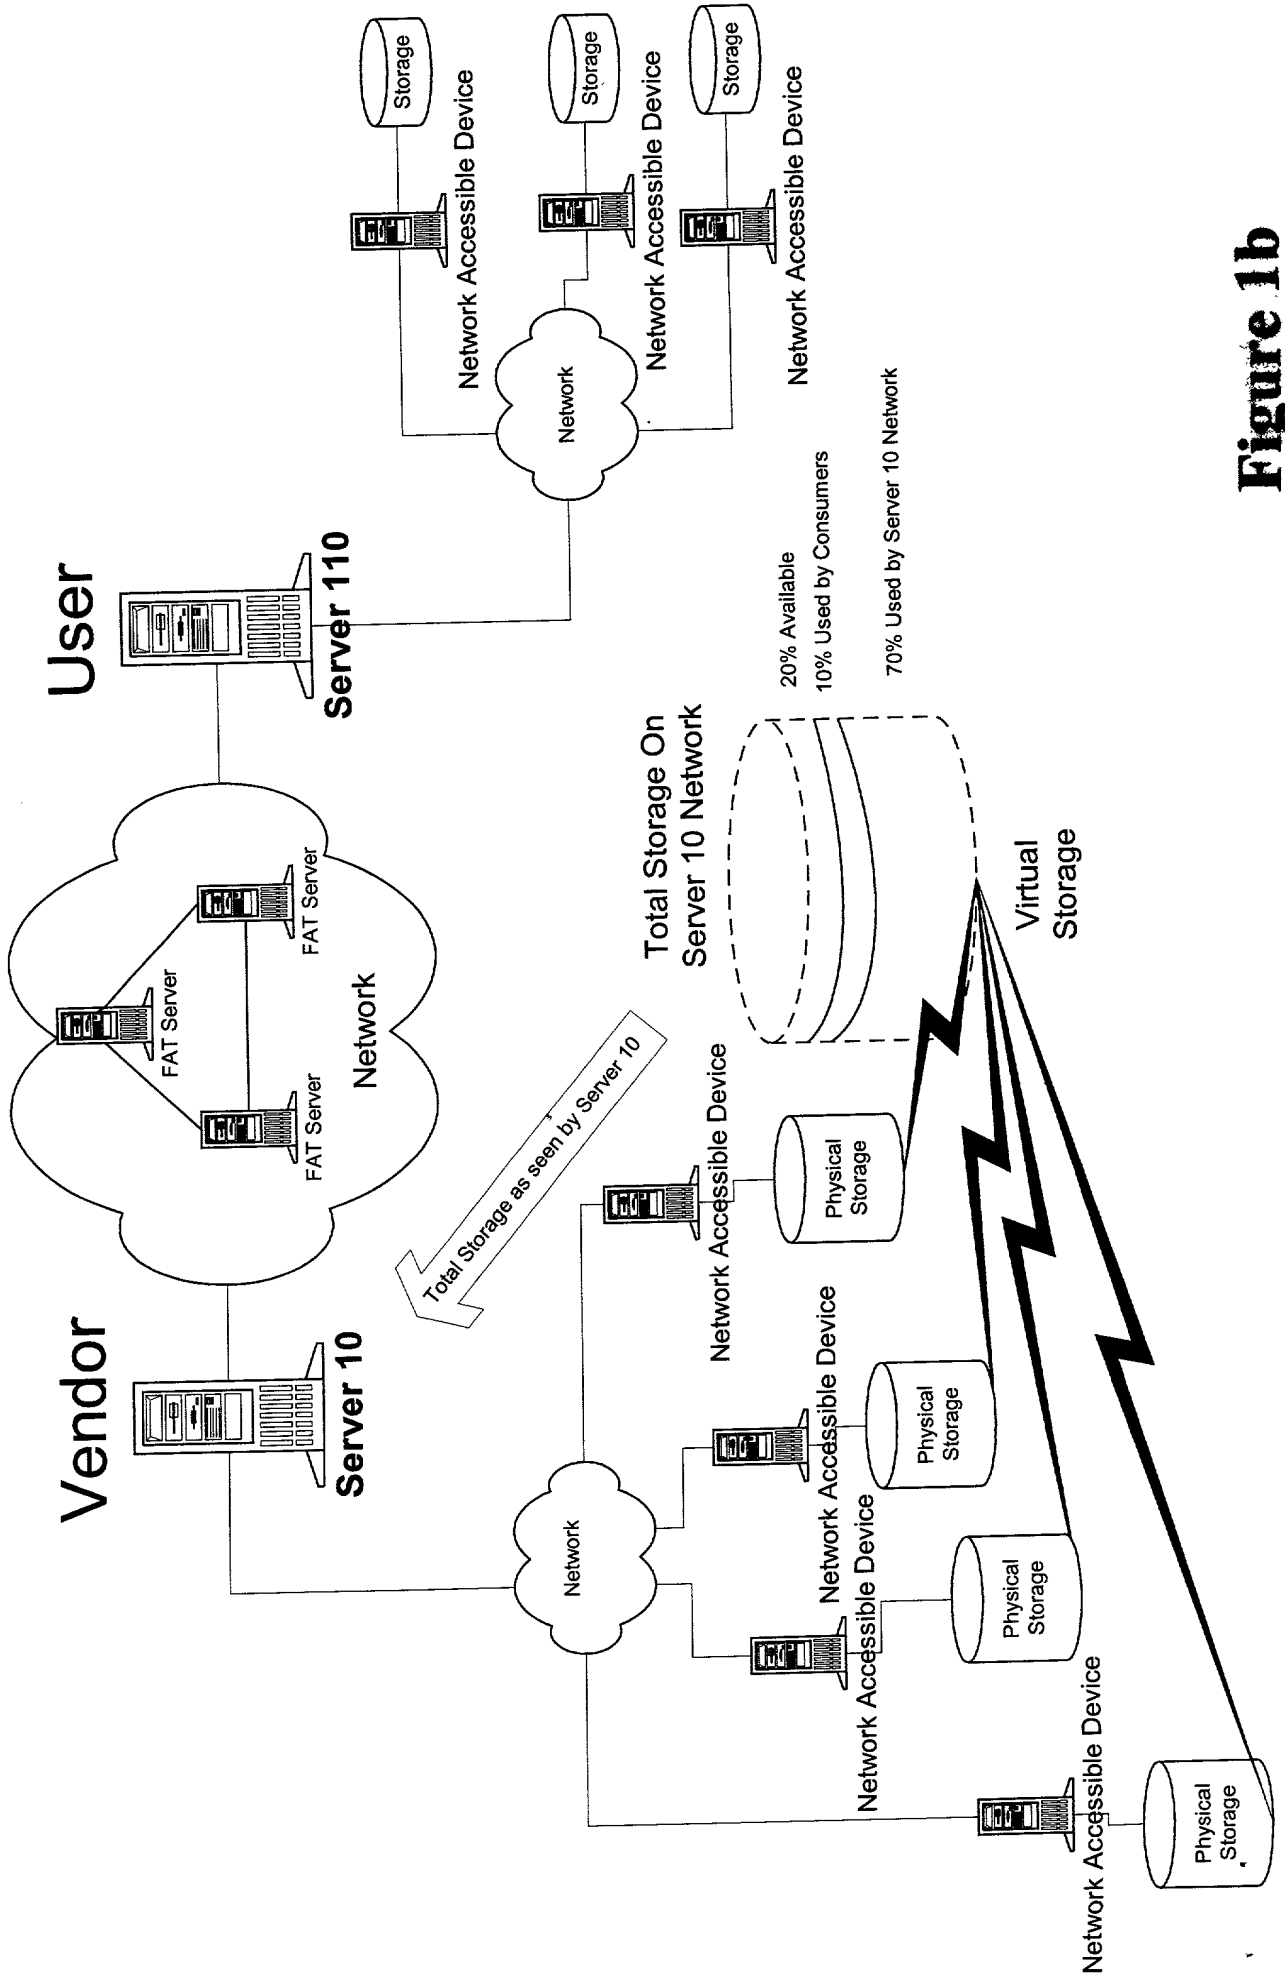 Vendor
User
Server 10
Server 110
FAT Server
FAT Server
FAT Server
Network
Network
Network
Total Storage as seen by Server 10
Network Accessible Device
Storage
Network Accessible Device
Storage
Network Accessible Device
Storage
Total Storage On
Server 10 Network
20% Available
10% Used by Consumers
70% Used by Server 10 Network
Virtual
Storage
Network Accessible Device
Physical
Storage
Network Accessible Device
Physical
Storage
Network Accessible Device
Physical
Storage
Network Accessible Device
Physical
Storage
Figure 1b